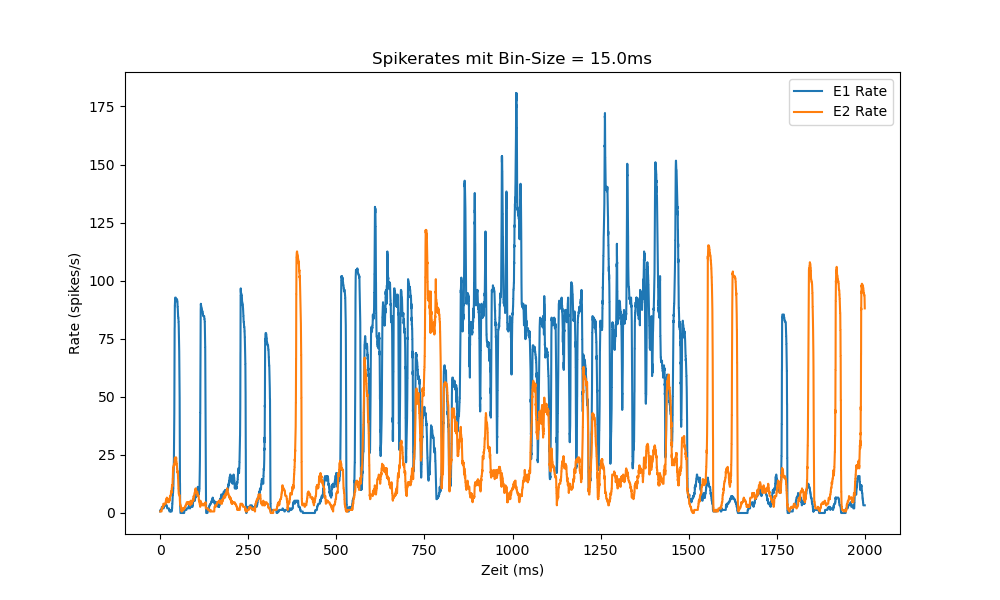 Spikerates mit Bin-Size = 15.0ms
E1 Rate
E2 Rate
Rate (spikes/s)
175
150
125
100
75
50
25
0
0 250 500 750 1000 1250 1500 1750 2000
Zeit (ms)